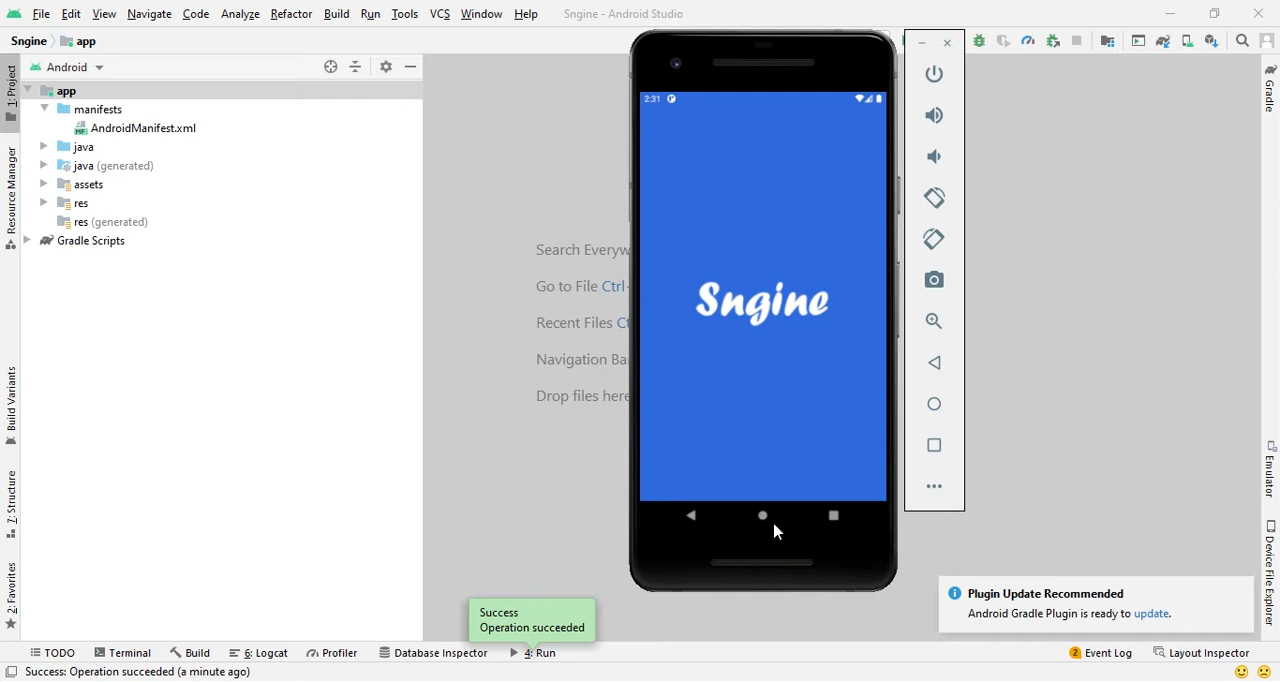 File Edit View Navigate Code Analyze Refactor Build Run Tools VCS Window Help Sngine - Android Studio
Sngine app
Android
1: Project
Resource Manager
Build Variants
7: Structure
2: Favorites
app
manifests
AndroidManifest.xml
java
java (generated)
assets
res
res (generated)
Gradle Scripts
Search Everyw
Go to File Ctrl
Recent Files
Navigation Ba
Drop files here
2:31
Sngine
Gradle
Emulator
Device File Explorer
Plugin Update Recommended
Android Gradle Plugin is ready to update.
Success
Operation succeeded
TODO Terminal Build 6: Logcat Profiler Database Inspector 4: Run 2 Event Log Layout Inspector
Success: Operation succeeded (a minute ago)